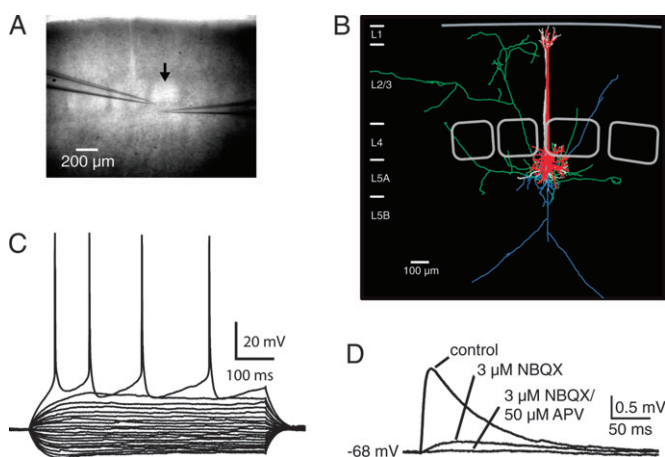 A
200 µm
B
L1
L2/3
L4
L5A
L5B
100 µm
C
20 mV
100 ms
D
control
3 µM NBQX
3 µM NBQX/
50 µM APV
0.5 mV
50 ms
-68 mV